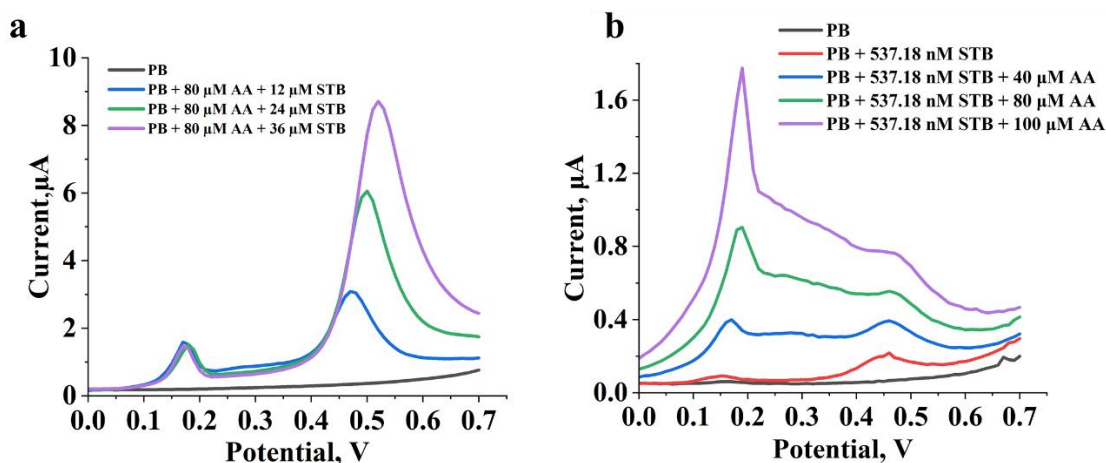 a
10
8
6
4
2
0
Current,µA
PB
PB + 80 µM AA + 12 µM STB
PB + 80 µM AA + 24 µM STB
PB + 80 µM AA + 36 µM STB
0.0 0.1 0.2 0.3 0.4 0.5 0.6 0.7
Potential, V
b
1.6
1.2
0.8
0.4
0.0
Current, µA
PB
PB + 537.18 nM STB
PB + 537.18 nM STB + 40 µM AA
PB + 537.18 nM STB + 80 µM AA
PB + 537.18 nM STB + 100 µM AA
0.0 0.1 0.2 0.3 0.4 0.5 0.6 0.7
Potential, V